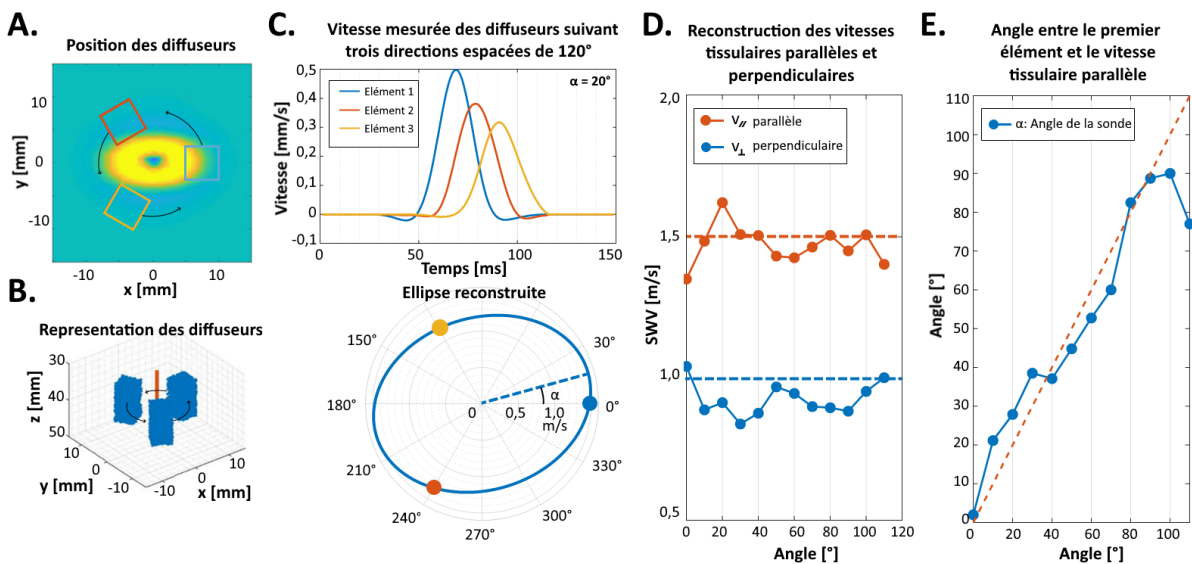 A.
Position des diffuseurs
10
0
-10
y [mm]
-10
0
10
x [mm]
B.
Representation des diffuseurs
30
40
50
z [mm]
10
0
-10
y [mm]
-10
0
10
x [mm]
C.
Vitesse mesurée des diffuseurs suivant
trois directions espacées de 120°
0,5
0,4
0,3
0,2
0,1
0
-0,1
Vitesse [mm/s]
Elément 1
Elément 2
Elément 3
α = 20°
0
50
100
150
Temps [ms]
Ellipse reconstruite
150°
30°
180°
0
0,5
1,0
m/s
α
0°
210°
330°
240°
270°
300°
D.
Reconstruction des vitesses
tissulaires parallèles et
perpendiculaires
2,0
1,5
1,0
0,5
SWV [m/s]
V// parallèle
V⊥ perpendiculaire
0
20
40
60
80
100
120
Angle [°]
E.
Angle entre le premier
élément et le vitesse
tissulaire parallèle
110
100
90
80
70
60
50
40
30
20
10
0
Angle [°]
α: Angle de la sonde
0
20
40
60
80
100
Angle [°]